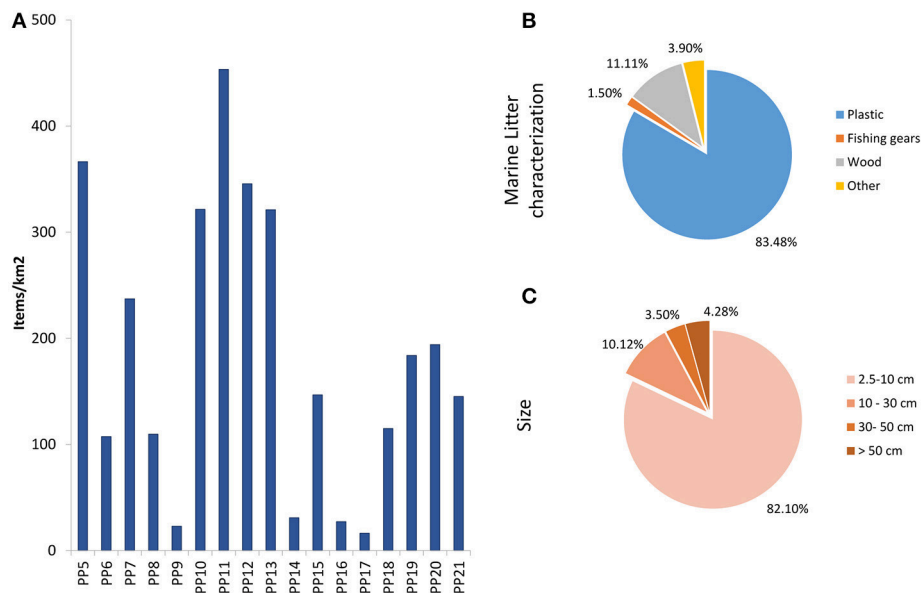 A
500
400
300
200
100
0
Items/km2
PP5
PP6
PP7
PP8
PP9
PP10
PP11
PP12
PP13
PP14
PP15
PP16
PP17
PP18
PP19
PP20
PP21
B
Marine Litter
characterization
3.90%
11.11%
1.50%
83.48%
Plastic
Fishing gears
Wood
Other
C
Size
4.28%
3.50%
10.12%
82.10%
2.5-10 cm
10 - 30 cm
30- 50 cm
> 50 cm